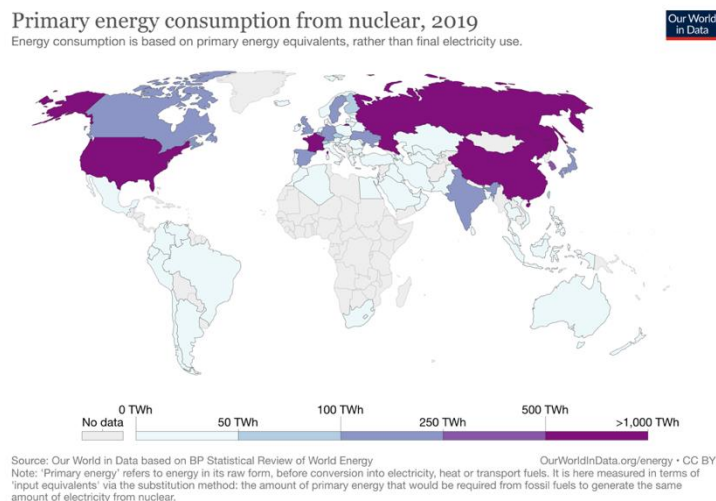 Primary energy consumption from nuclear, 2019
Energy consumption is based on primary energy equivalents, rather than final electricity use.
Our World
in Data
No data
0 TWh
50 TWh
100 TWh
250 TWh
500 TWh
>1,000 TWh
Source: Our World in Data based on BP Statistical Review of World Energy
OurWorldInData.org/energy • CC BY
Note: 'Primary energy' refers to energy in its raw form, before conversion into electricity, heat or transport fuels. It is here measured in terms of
'input equivalents' via the substitution method: the amount of primary energy that would be required from fossil fuels to generate the same
amount of electricity from nuclear.